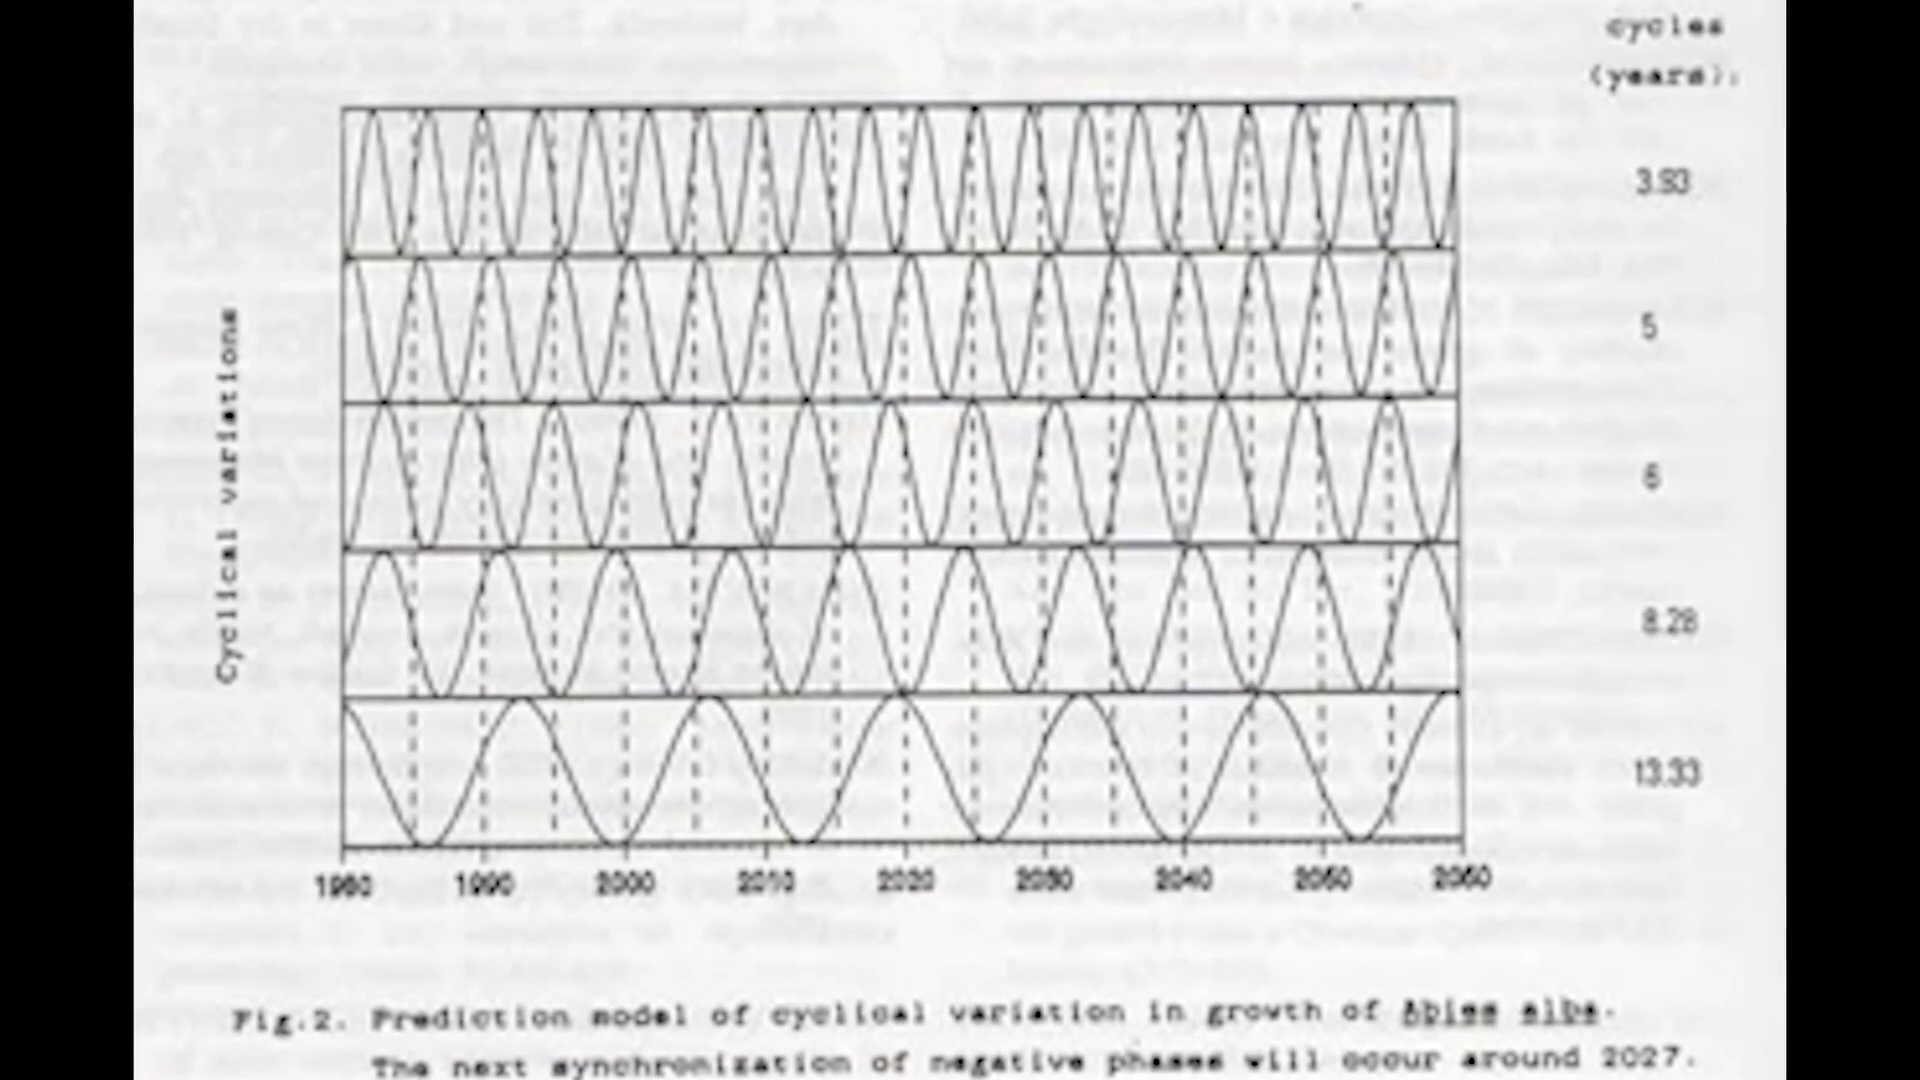 cycles
(years).
3.93
5
6
8.28
13.33
Cyclical variations
1980 1990 2000 2010 2020 2030 2040 2050 2060
Fig.2. Prediction model of cyclical variation in growth of Abies alba.
The next synchronization of negative phases will occur around 2027.